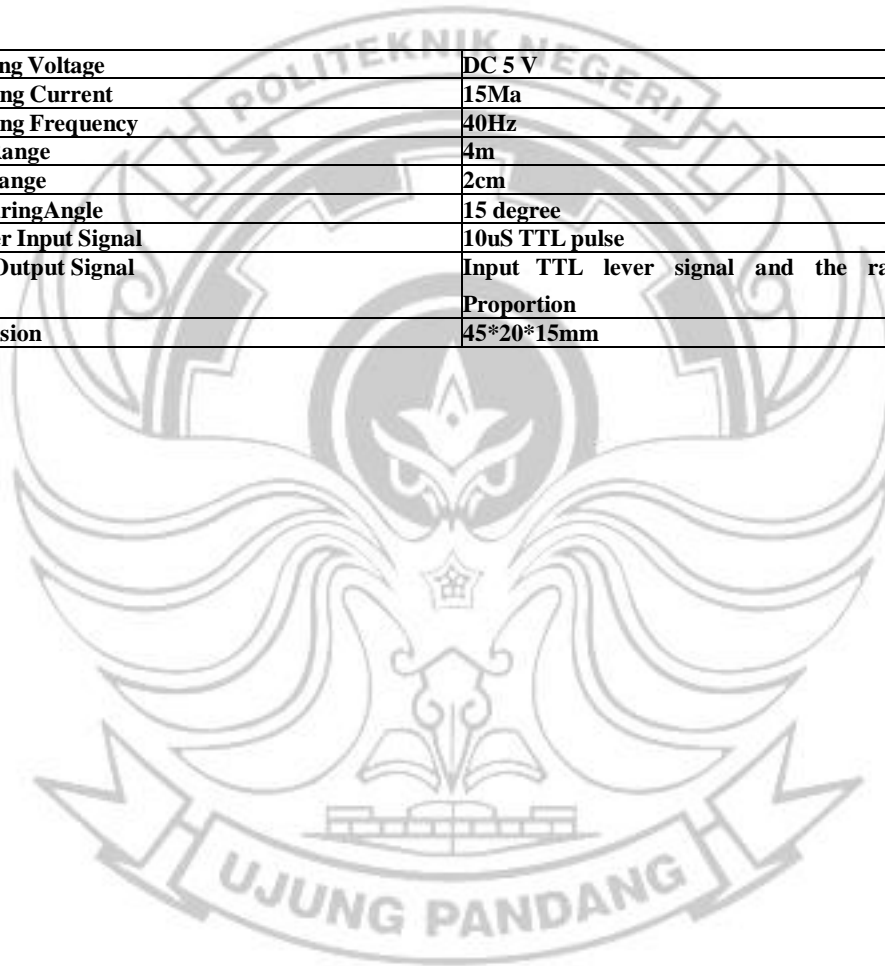 POLITEKNIK NEGERI
ng Voltage DC 5 V
ng Current 15Ma
ng Frequency 40Hz
ange 4m
ange 2cm
ringAngle 15 degree
r Input Signal 10uS TTL pulse
Output Signal Input TTL lever signal and the ra
Proportion
sion 45*20*15mm
UJUNG PANDANG